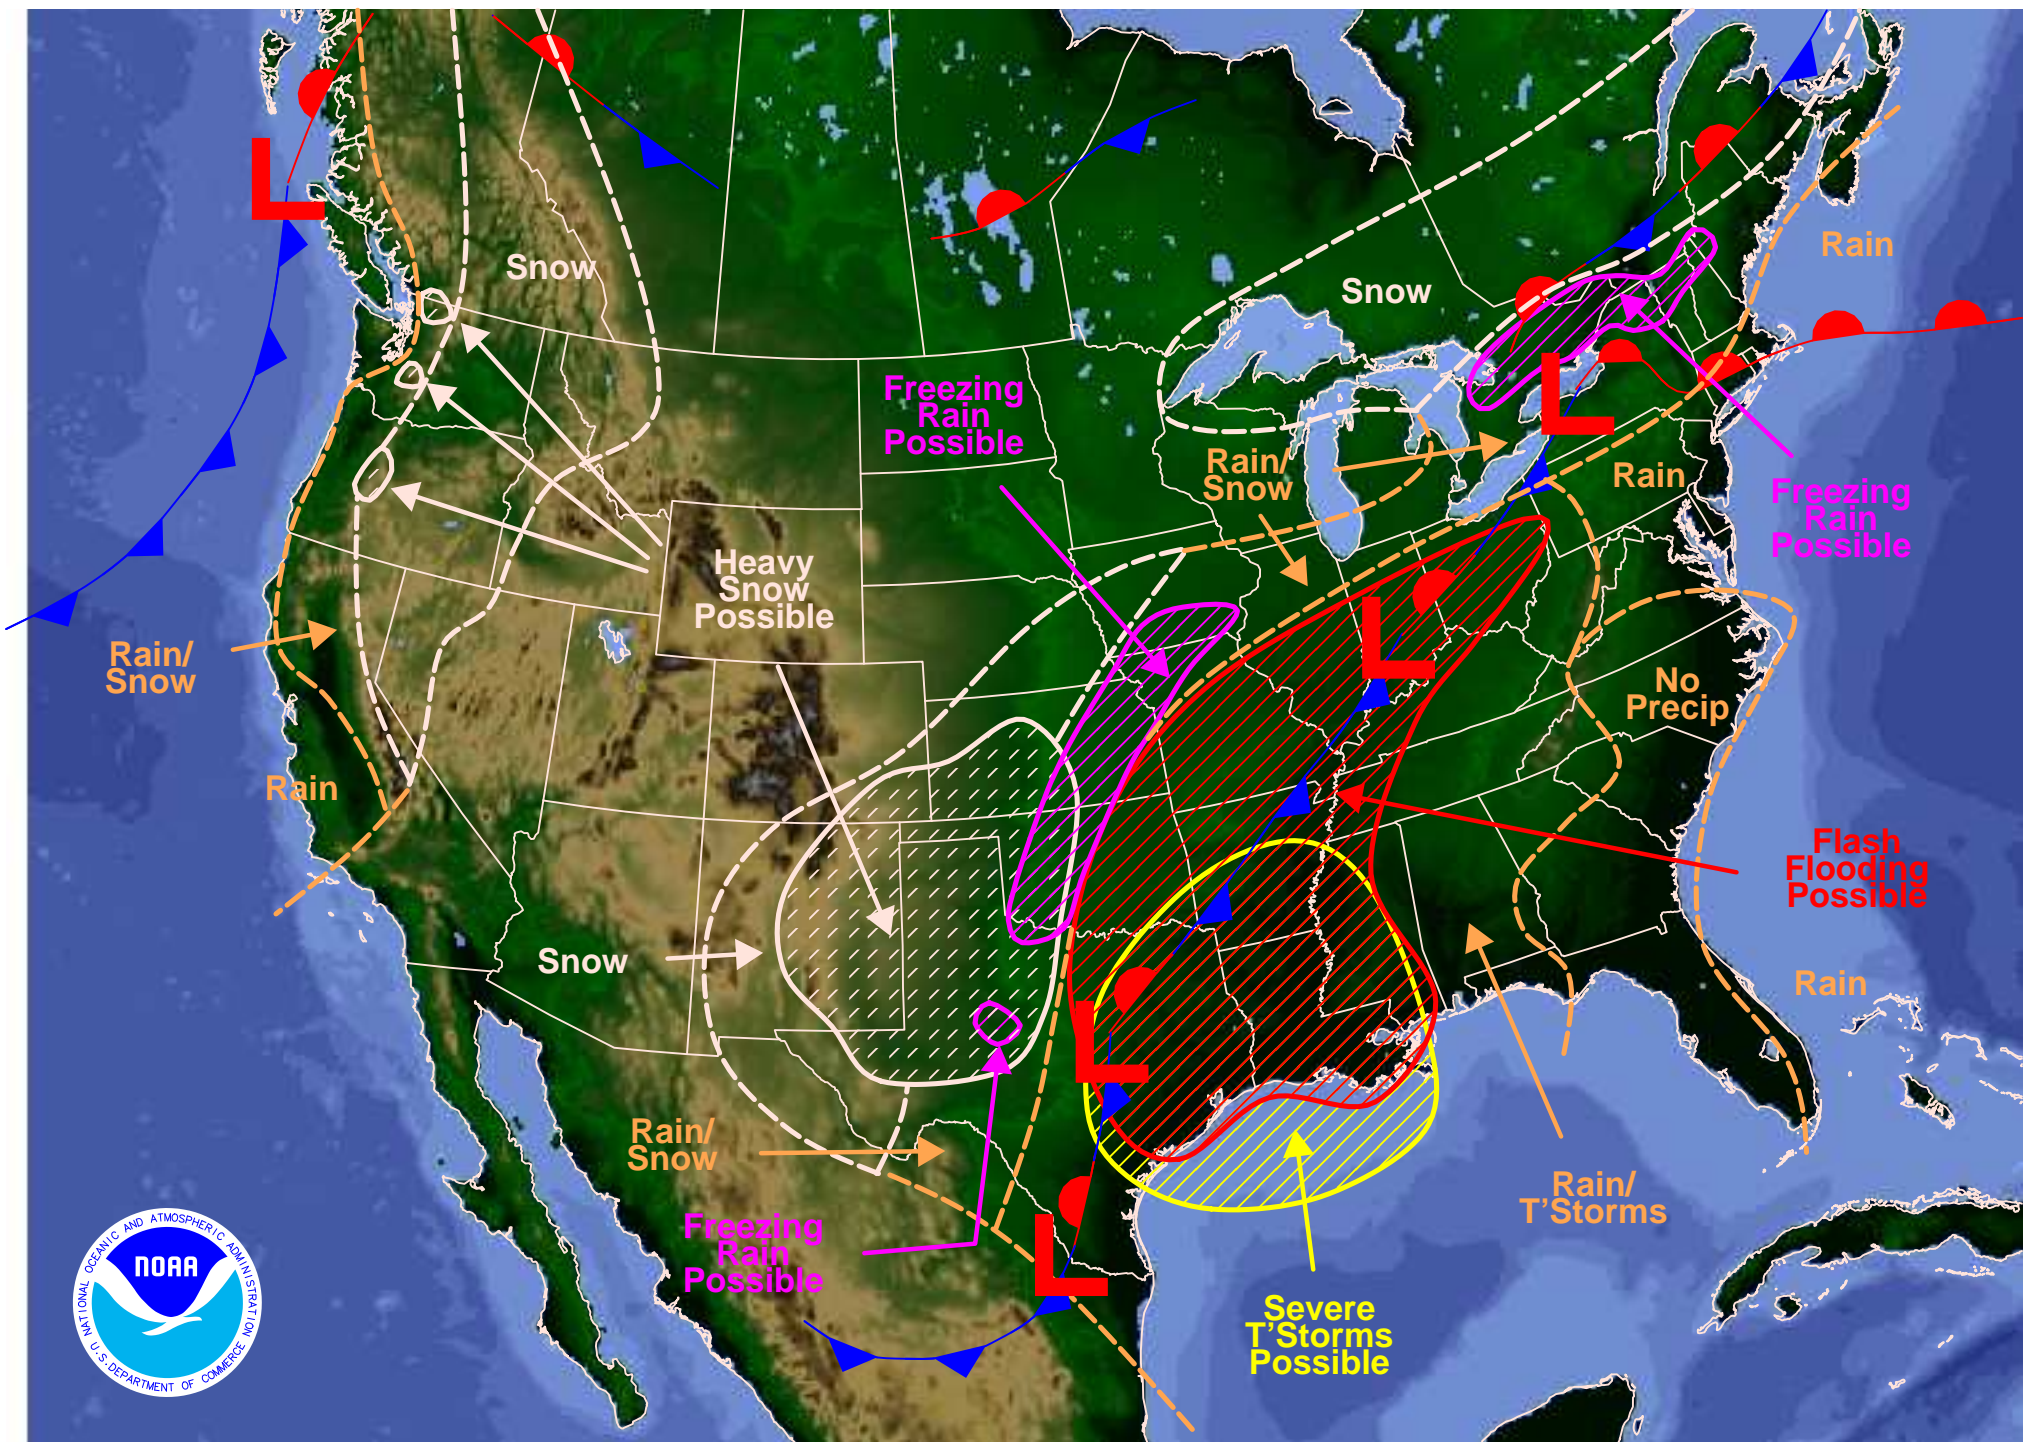 Rain
Snow
Snow
Freezing
Rain
Possible
Rain/
Snow
Rain
Freezing
Rain
Possible
Heavy
Snow
Possible
Rain/
Snow
No
Precip
Rain
Flash
Flooding
Possible
Snow
Rain
Rain/
Snow
Rain/
T'Storms
Freezing
Rain
Possible
Severe
T'Storms
Possible
L
L
L
L
L
NATIONAL OCEANIC AND ATMOSPHERIC ADMINISTRATION
NOAA
U.S. DEPARTMENT OF COMMERCE